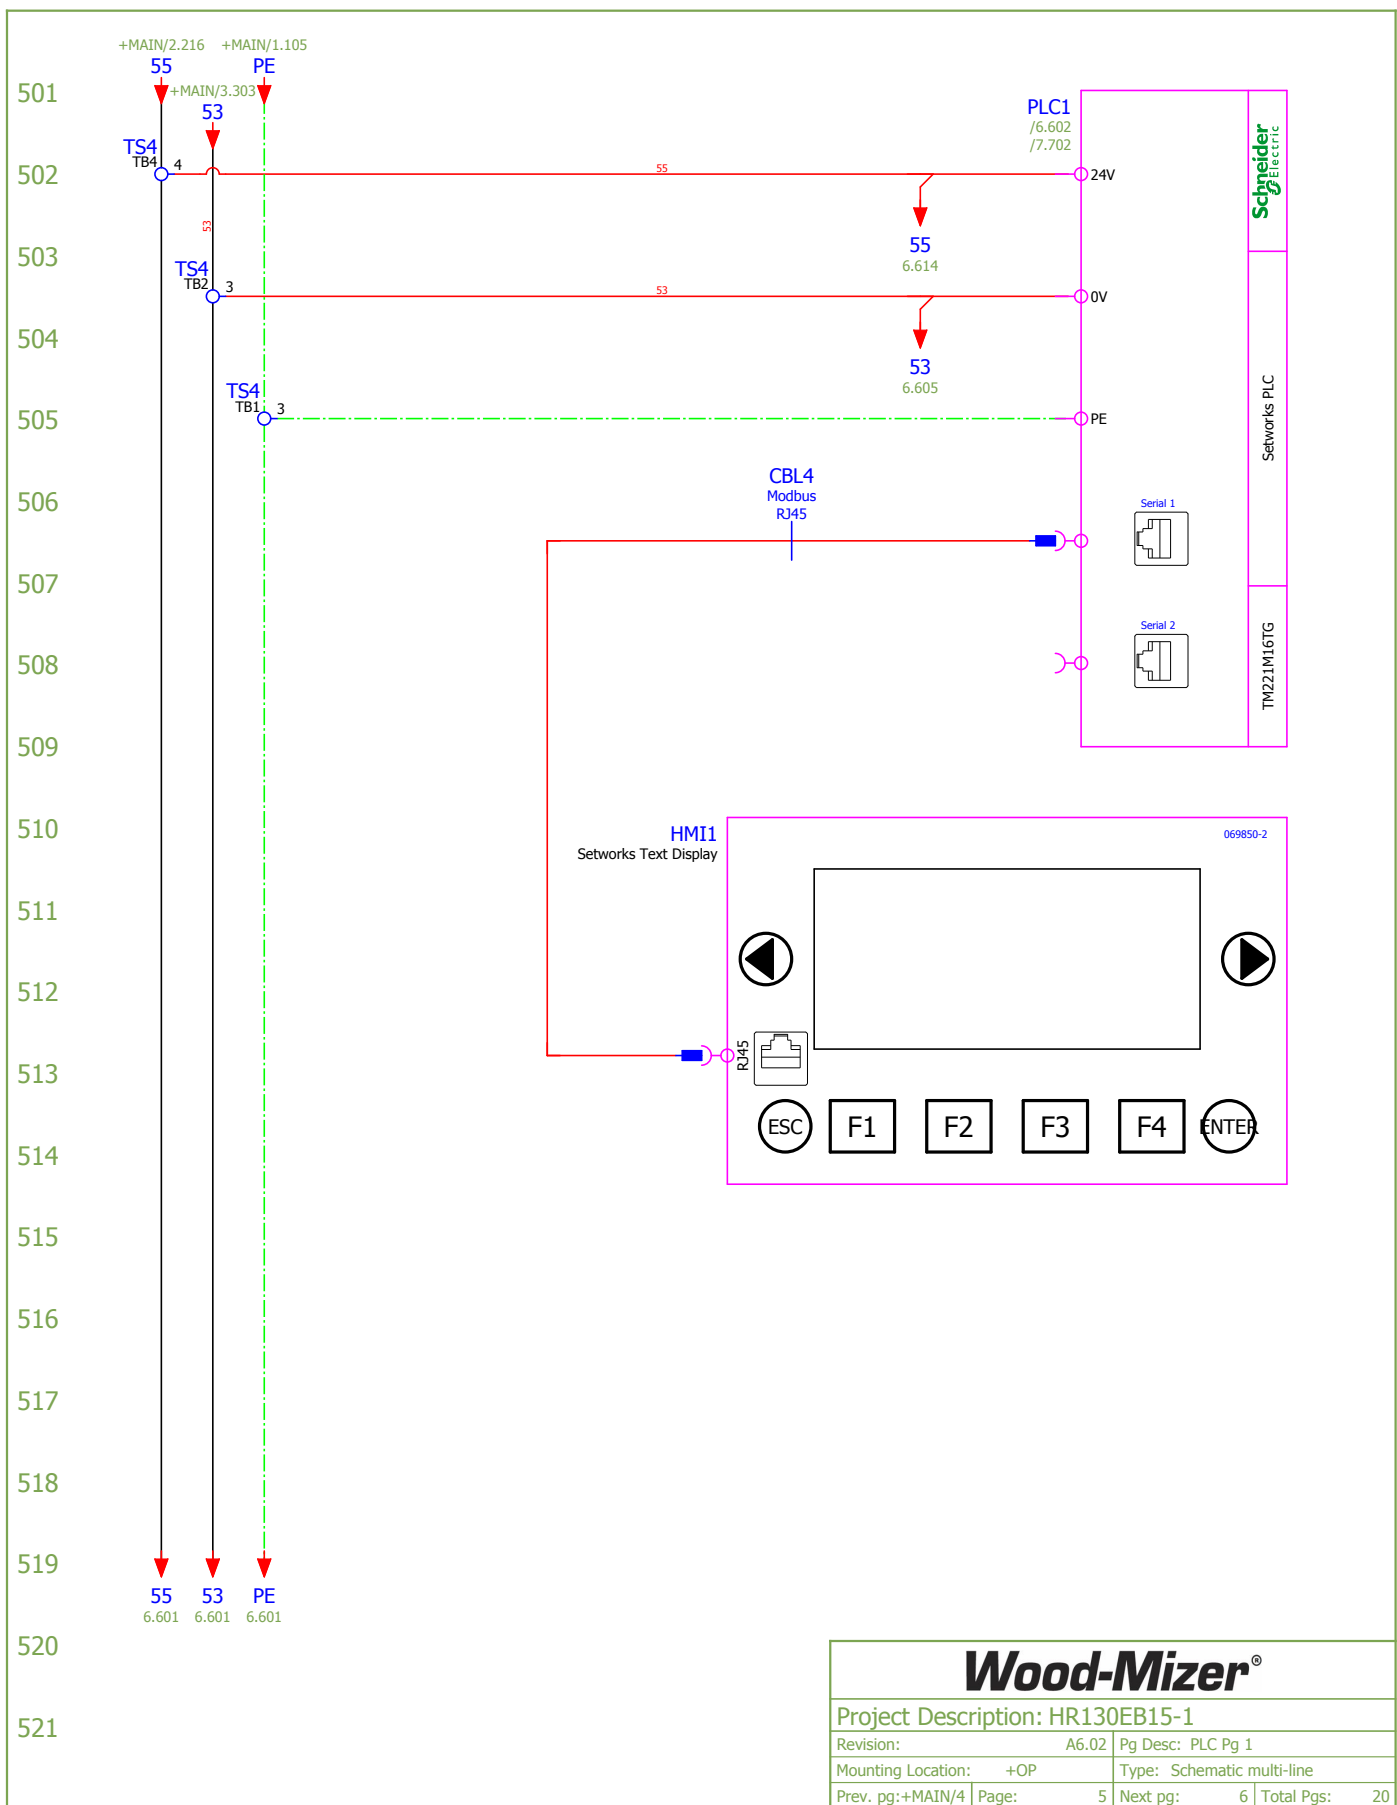 +MAIN/2.216 +MAIN/1.105
55 PE
501
+MAIN/3.303
53
PLC1
/6.602
/7.702
Schneider
Electric
TS4
TB4 4
502
55
24V
53
503
55
6.614
TS4
TB2 3
53
0V
504
53
6.605
Setworks PLC
TS4
TB1 3
505
PE
506
CBL4
Modbus
RJ45
Serial 1
507
Serial 2
508
TM221M16TG
509
510
HMI1
Setworks Text Display
069850-2
511
512
513
RJ45
514
ESC F1 F2 F3 F4 ENTER
515
516
517
518
519
55 53 PE
6.601 6.601 6.601
520
Wood-Mizer®
521
Project Description: HR130EB15-1
Revision: A6.02 Pg Desc: PLC Pg 1
Mounting Location: +OP Type: Schematic multi-line
Prev. pg:+MAIN/4 Page: 5 Next pg: 6 Total Pgs: 20